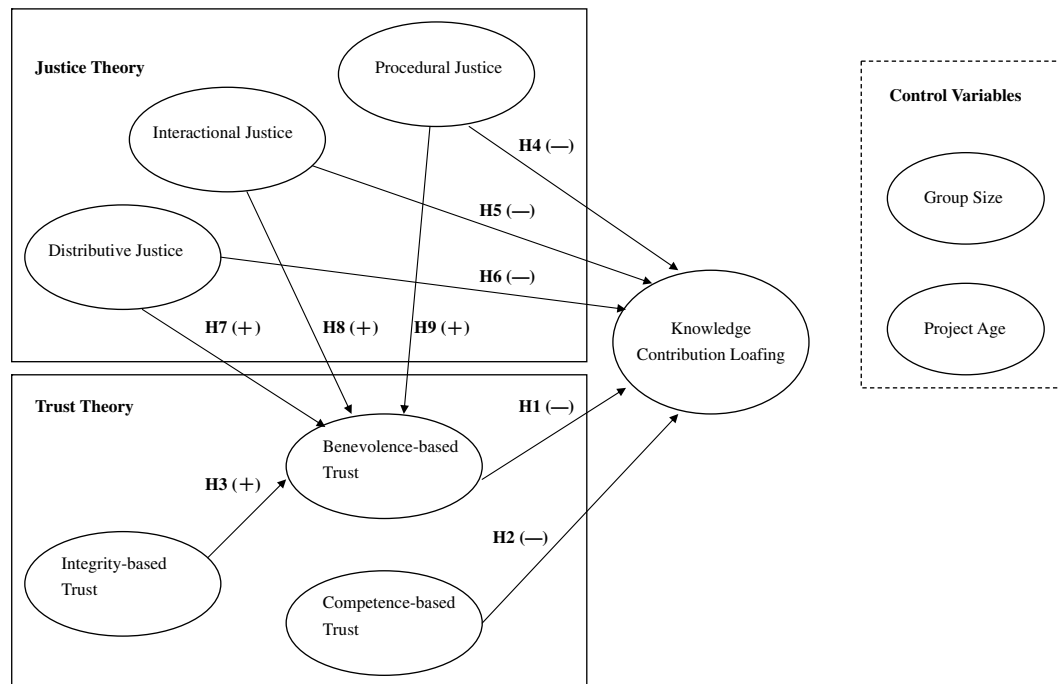 Justice Theory
Procedural Justice
Interactional Justice
Distributive Justice
H4 (—)
H5 (—)
H6 (—)
H7 (+)
H8 (+)
H9 (+)
Knowledge
Contribution Loafing
Trust Theory
Benevolence-based
Trust
H1 (—)
H3 (+)
H2 (—)
Integrity-based
Trust
Competence-based
Trust
Control Variables
Group Size
Project Age